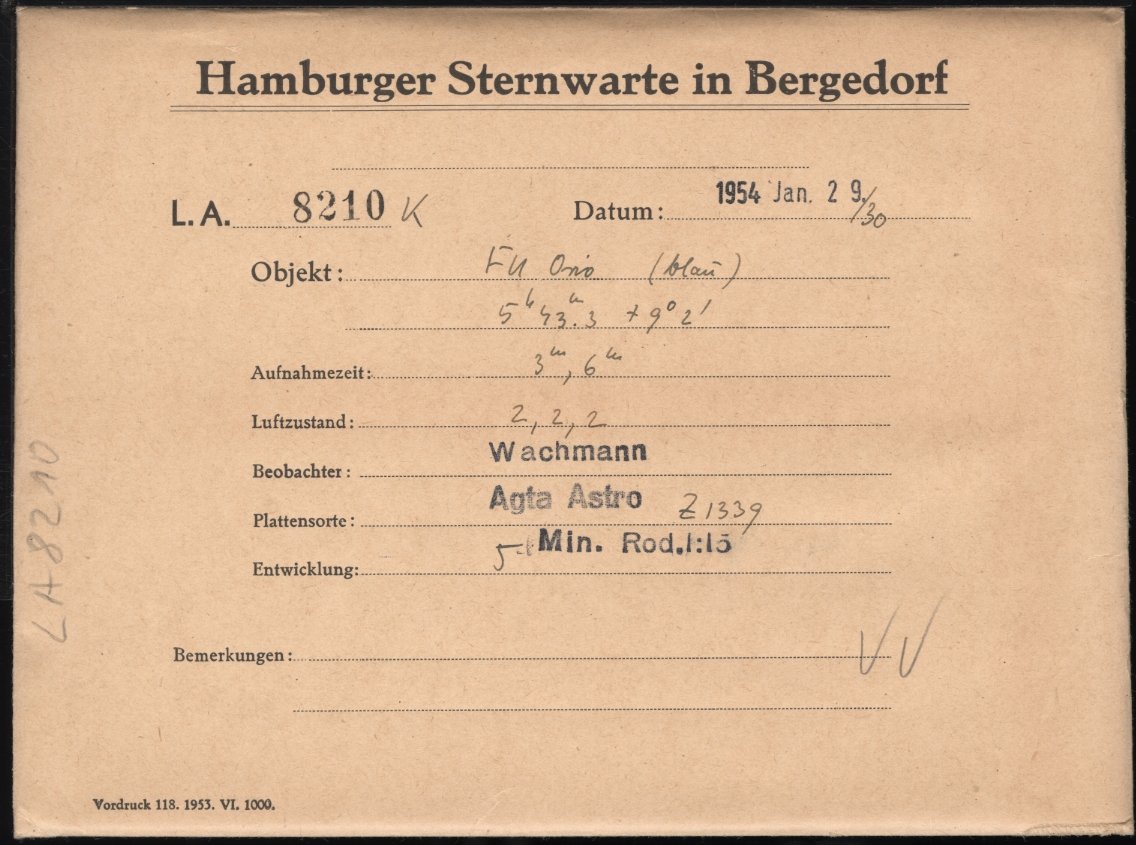 Hamburger Sternwarte in Bergedorf
L.A. 8210 K Datum: 1954 Jan. 29./30
Objekt: FU Orio (blau)
5h 43m.3 +9° 2'
Aufnahmezeit: 3m, 6m
Luftzustand: 2, 2, 2
Beobachter: Wachmann
Plattensorte: Agfa Astro Z 1339
Entwicklung: 5 Min. Rod. 1:15
Bemerkungen: VV
Vordruck 118. 1953. VI. 1000.
LA 8210